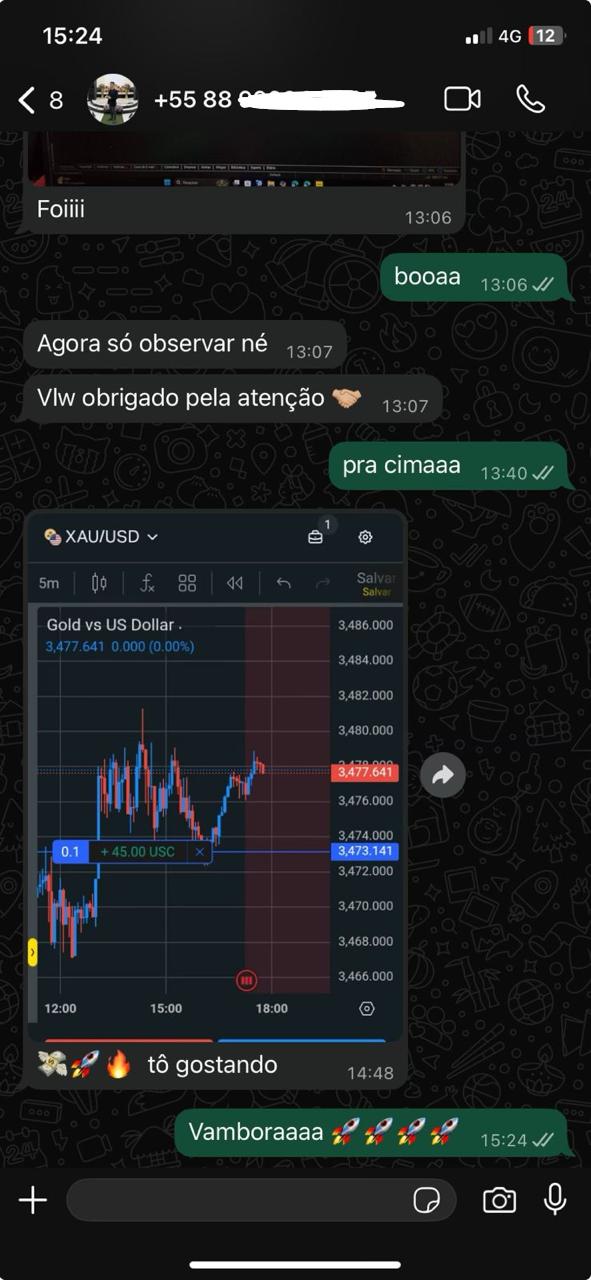 15:24
4G 12
8
+55 88
Foiiii
13:06
booaa
13:06
Agora só observar né
13:07
Vlw obrigado pela atenção 🤝🏼
13:07
pra cimaaa
13:40
XAU/USD
1
5m
Salvar
Salvar
Gold vs US Dollar .
3,477.641 0.000 (0.00%)
3,486.000
3,484.000
3,482.000
3,480.000
3,477.641
3,476.000
3,474.000
0.1 + 45.00 USC ×
3,473.141
3,472.000
3,470.000
3,468.000
3,466.000
12:00 15:00 18:00
💸🚀🔥 tô gostando
14:48
Vamboraaaa 🚀🚀🚀🚀
15:24